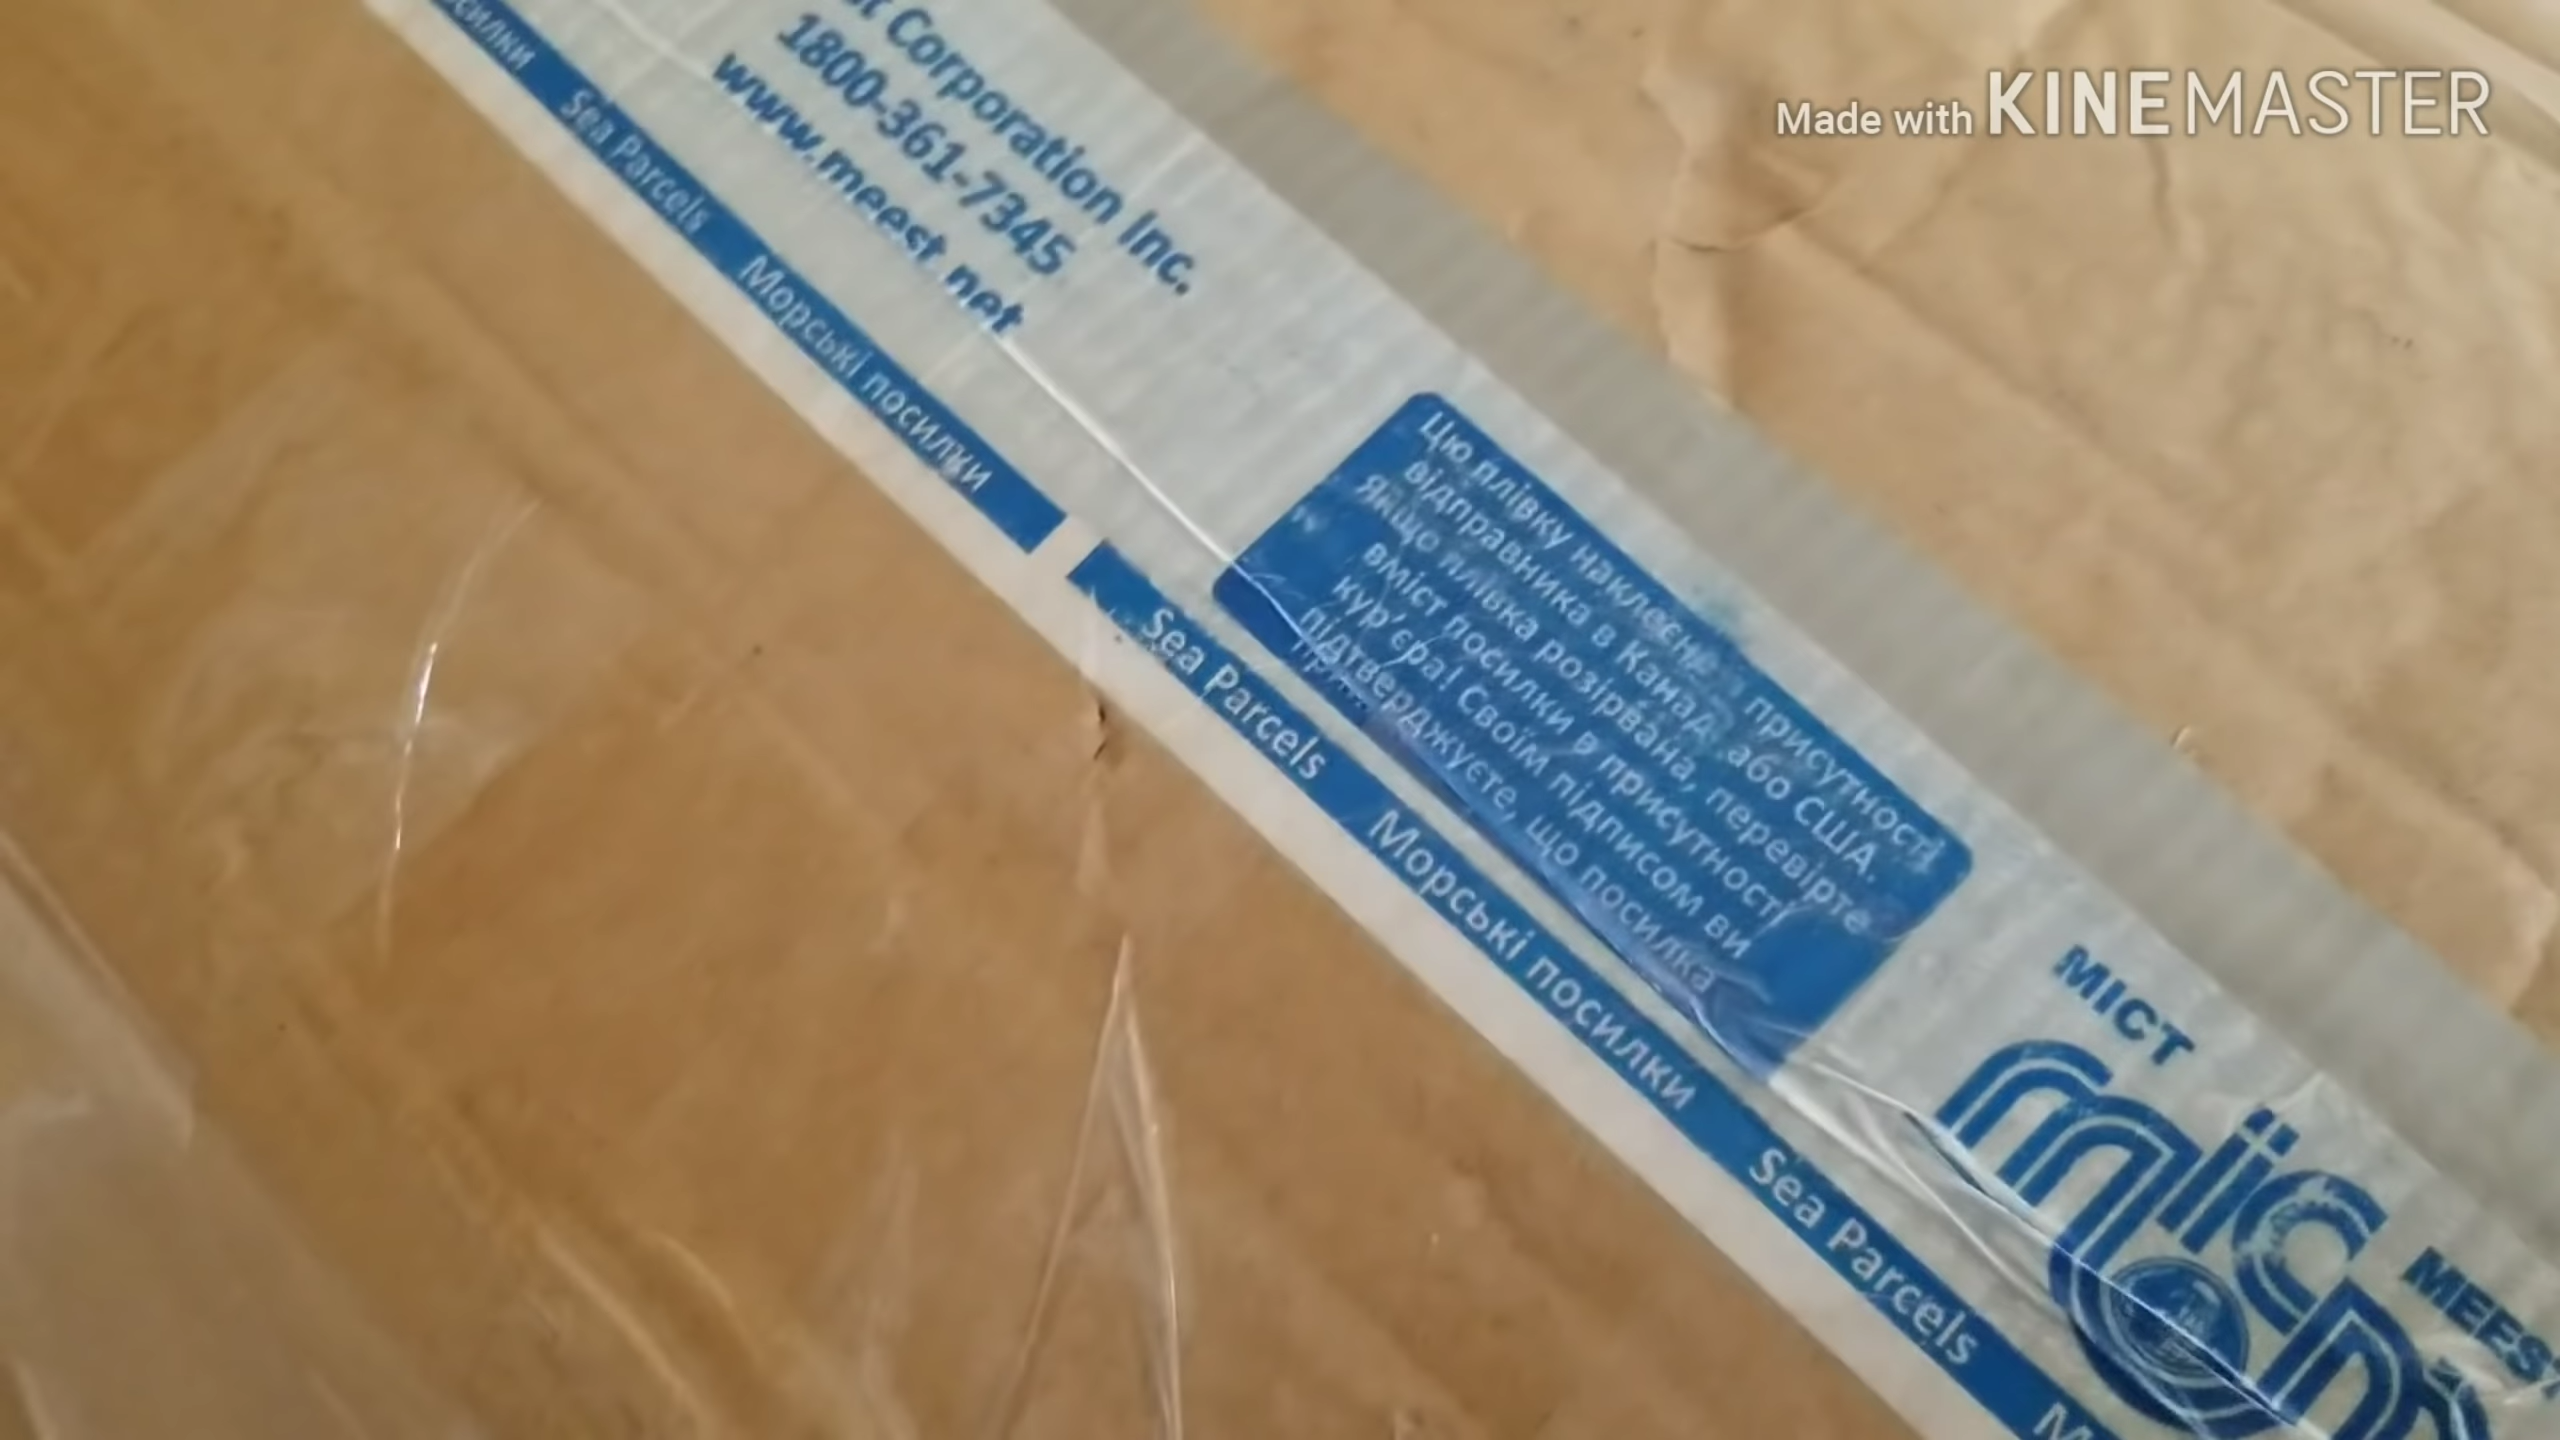 Made with KINEMASTER
Corporation Inc.
1800-361-7345
www.meest.net
Sea Parcels Морські посилки
Цю плівку наклеєно в присутності
відправника в Канаді або США.
Якщо плівка розірвана, перевірте
вміст посилки в присутності
кур'єра! Своїм підписом ви
підтверджуєте, що посилка
Sea Parcels Морські посилки Sea Parcels
МІСТ
MEEST